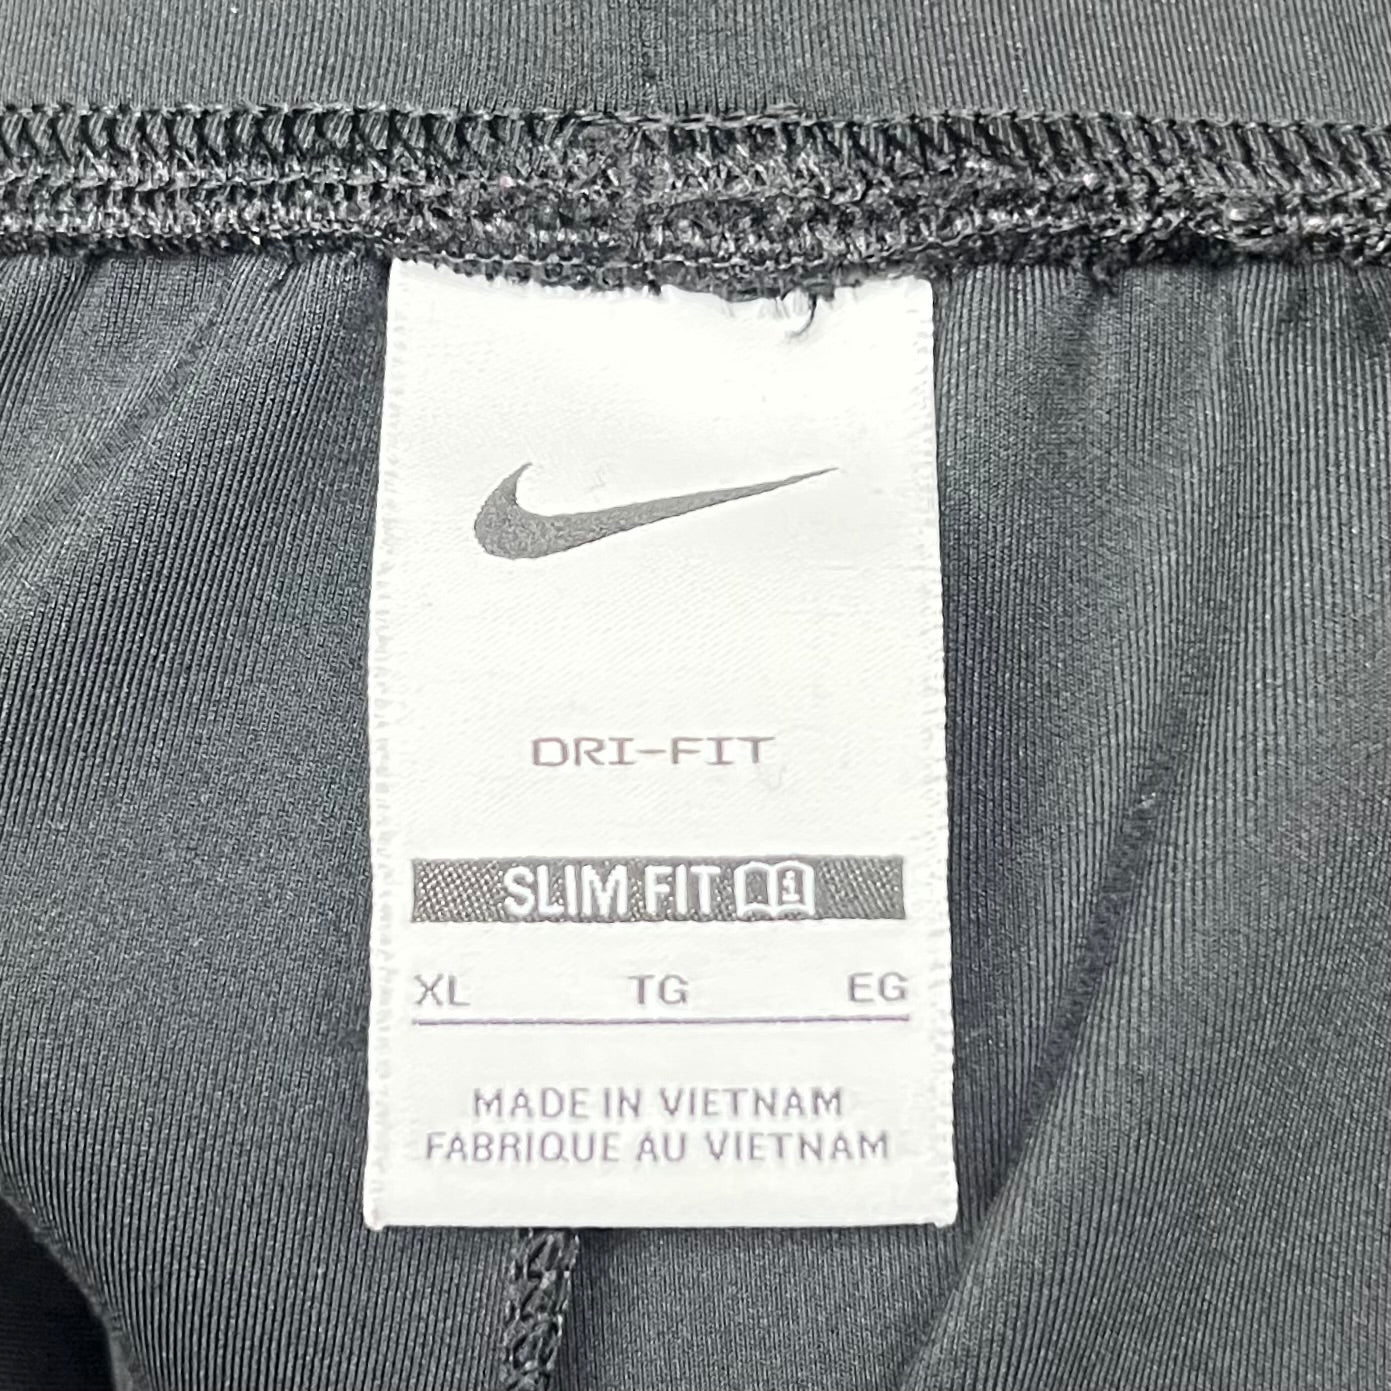 DRI-FIT
SLIM FIT i
XL TG EG
MADE IN VIETNAM
FABRIQUE AU VIETNAM